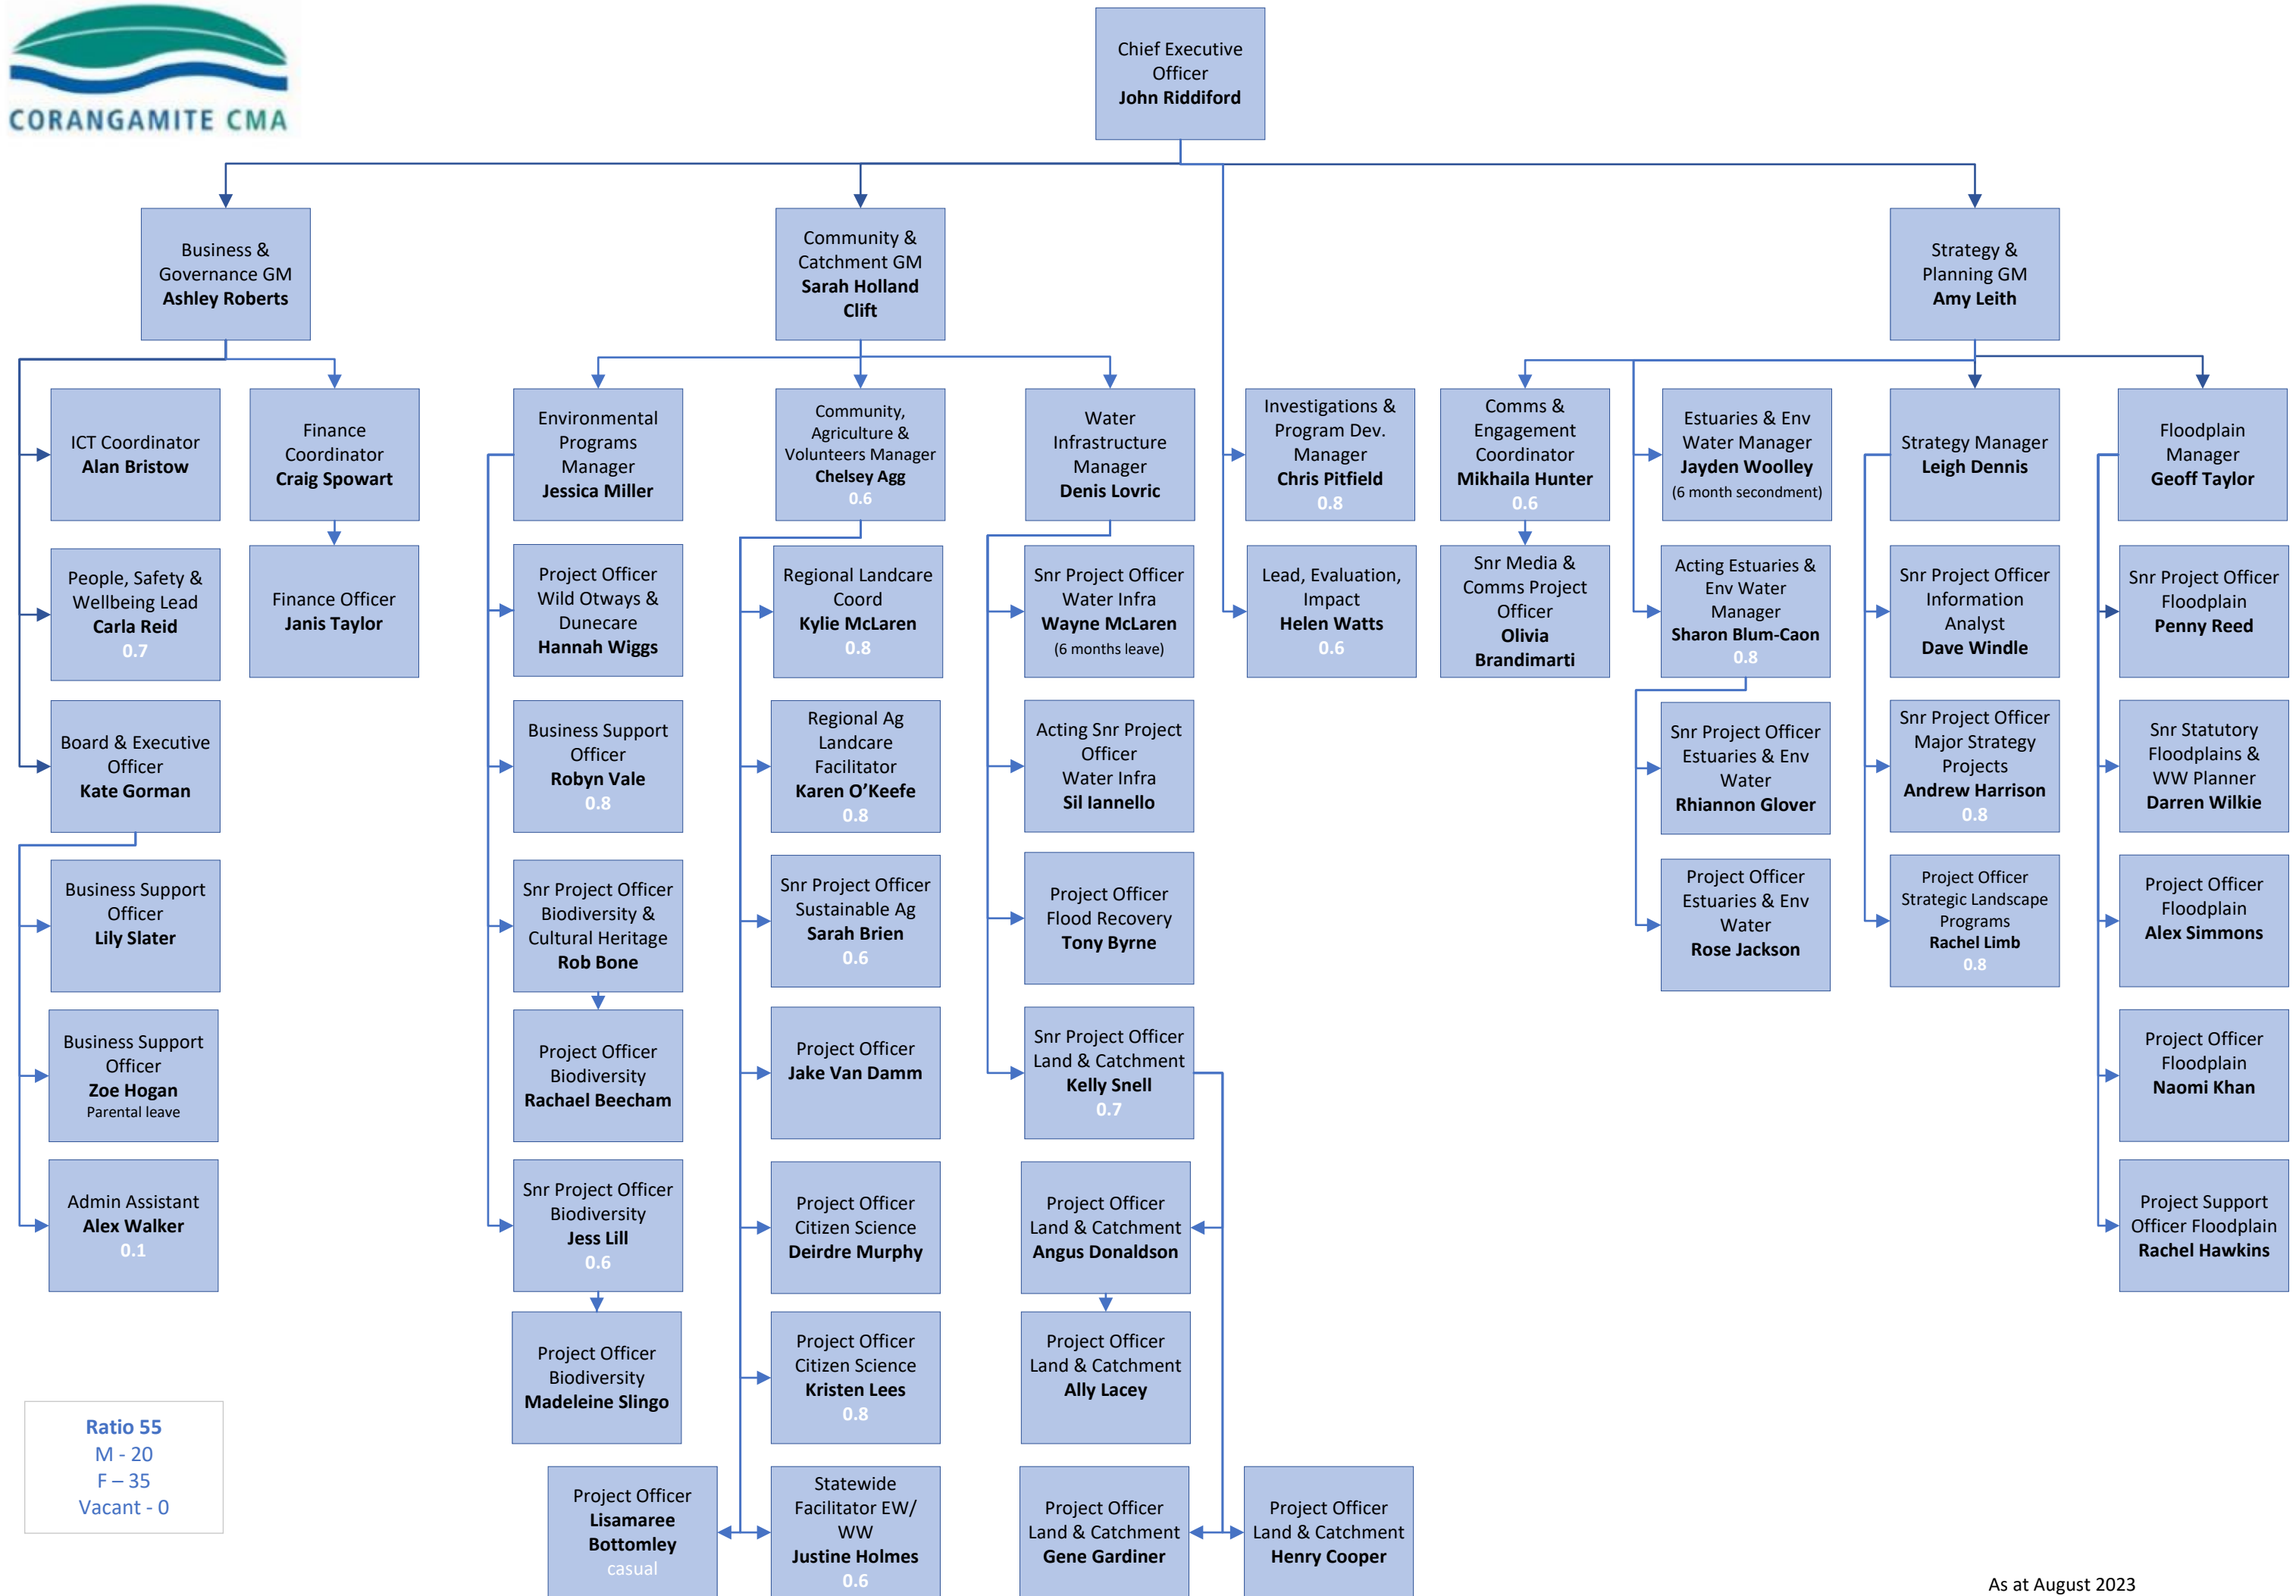 CORANGAMITE CMA
Chief Executive
Officer
John Riddiford
Business &
Governance GM
Ashley Roberts
Community &
Catchment GM
Sarah Holland
Clift
Strategy &
Planning GM
Amy Leith
ICT Coordinator
Alan Bristow
Finance
Coordinator
Craig Spowart
Environmental
Programs
Manager
Jessica Miller
Community,
Agriculture &
Volunteers Manager
Chelsey Agg
0.6
Water
Infrastructure
Manager
Denis Lovric
Investigations &
Program Dev.
Manager
Chris Pitfield
0.8
Comms &
Engagement
Coordinator
Mikhaila Hunter
0.6
Estuaries & Env
Water Manager
Jayden Woolley
(6 month secondment)
Strategy Manager
Leigh Dennis
Floodplain
Manager
Geoff Taylor
People, Safety &
Wellbeing Lead
Carla Reid
0.7
Finance Officer
Janis Taylor
Project Officer
Wild Otways &
Dunecare
Hannah Wiggs
Regional Landcare
Coord
Kylie McLaren
0.8
Snr Project Officer
Water Infra
Wayne McLaren
(6 months leave)
Lead, Evaluation,
Impact
Helen Watts
0.6
Snr Media &
Comms Project
Officer
Olivia
Brandimarti
Acting Estuaries &
Env Water
Manager
Sharon Blum-Caon
0.8
Snr Project Officer
Information
Analyst
Dave Windle
Snr Project Officer
Floodplain
Penny Reed
Board & Executive
Officer
Kate Gorman
Business Support
Officer
Robyn Vale
0.8
Regional Ag
Landcare
Facilitator
Karen O’Keefe
0.8
Acting Snr Project
Officer
Water Infra
Sil Iannello
Snr Project Officer
Estuaries & Env
Water
Rhiannon Glover
Snr Project Officer
Major Strategy
Projects
Andrew Harrison
0.8
Snr Statutory
Floodplains &
WW Planner
Darren Wilkie
Business Support
Officer
Lily Slater
Snr Project Officer
Biodiversity &
Cultural Heritage
Rob Bone
Snr Project Officer
Sustainable Ag
Sarah Brien
0.6
Project Officer
Flood Recovery
Tony Byrne
Project Officer
Estuaries & Env
Water
Rose Jackson
Project Officer
Strategic Landscape
Programs
Rachel Limb
0.8
Project Officer
Floodplain
Alex Simmons
Business Support
Officer
Zoe Hogan
Parental leave
Project Officer
Biodiversity
Rachael Beecham
Project Officer
Jake Van Damm
Snr Project Officer
Land & Catchment
Kelly Snell
0.7
Project Officer
Floodplain
Naomi Khan
Admin Assistant
Alex Walker
0.1
Snr Project Officer
Biodiversity
Jess Lill
0.6
Project Officer
Citizen Science
Deirdre Murphy
Project Officer
Land & Catchment
Angus Donaldson
Project Support
Officer Floodplain
Rachel Hawkins
Project Officer
Biodiversity
Madeleine Slingo
Project Officer
Citizen Science
Kristen Lees
0.8
Project Officer
Land & Catchment
Ally Lacey
Ratio 55
M - 20
F – 35
Vacant - 0
Project Officer
Lisamaree
Bottomley
casual
Statewide
Facilitator EW/
WW
Justine Holmes
0.6
Project Officer
Land & Catchment
Gene Gardiner
Project Officer
Land & Catchment
Henry Cooper
As at August 2023